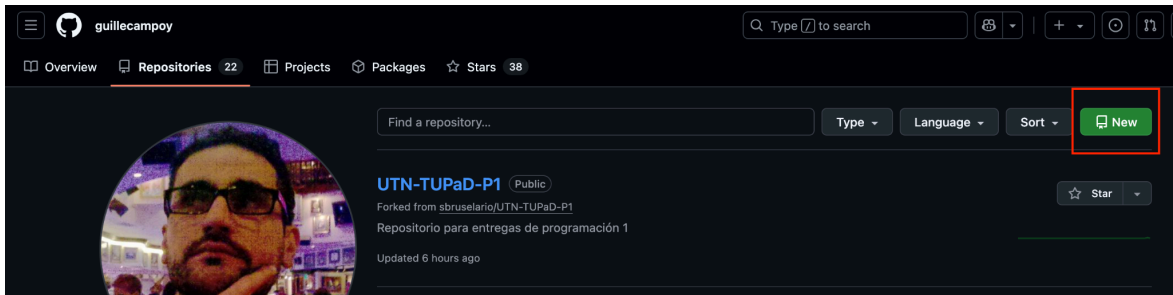 guillecampoy
Type / to search
Overview Repositories 22 Projects Packages Stars 38
Find a repository...
Type Language Sort New
UTN-TUPaD-P1 Public
Star
Forked from sbruselario/UTN-TUPaD-P1
Repositorio para entregas de programación 1
Updated 6 hours ago